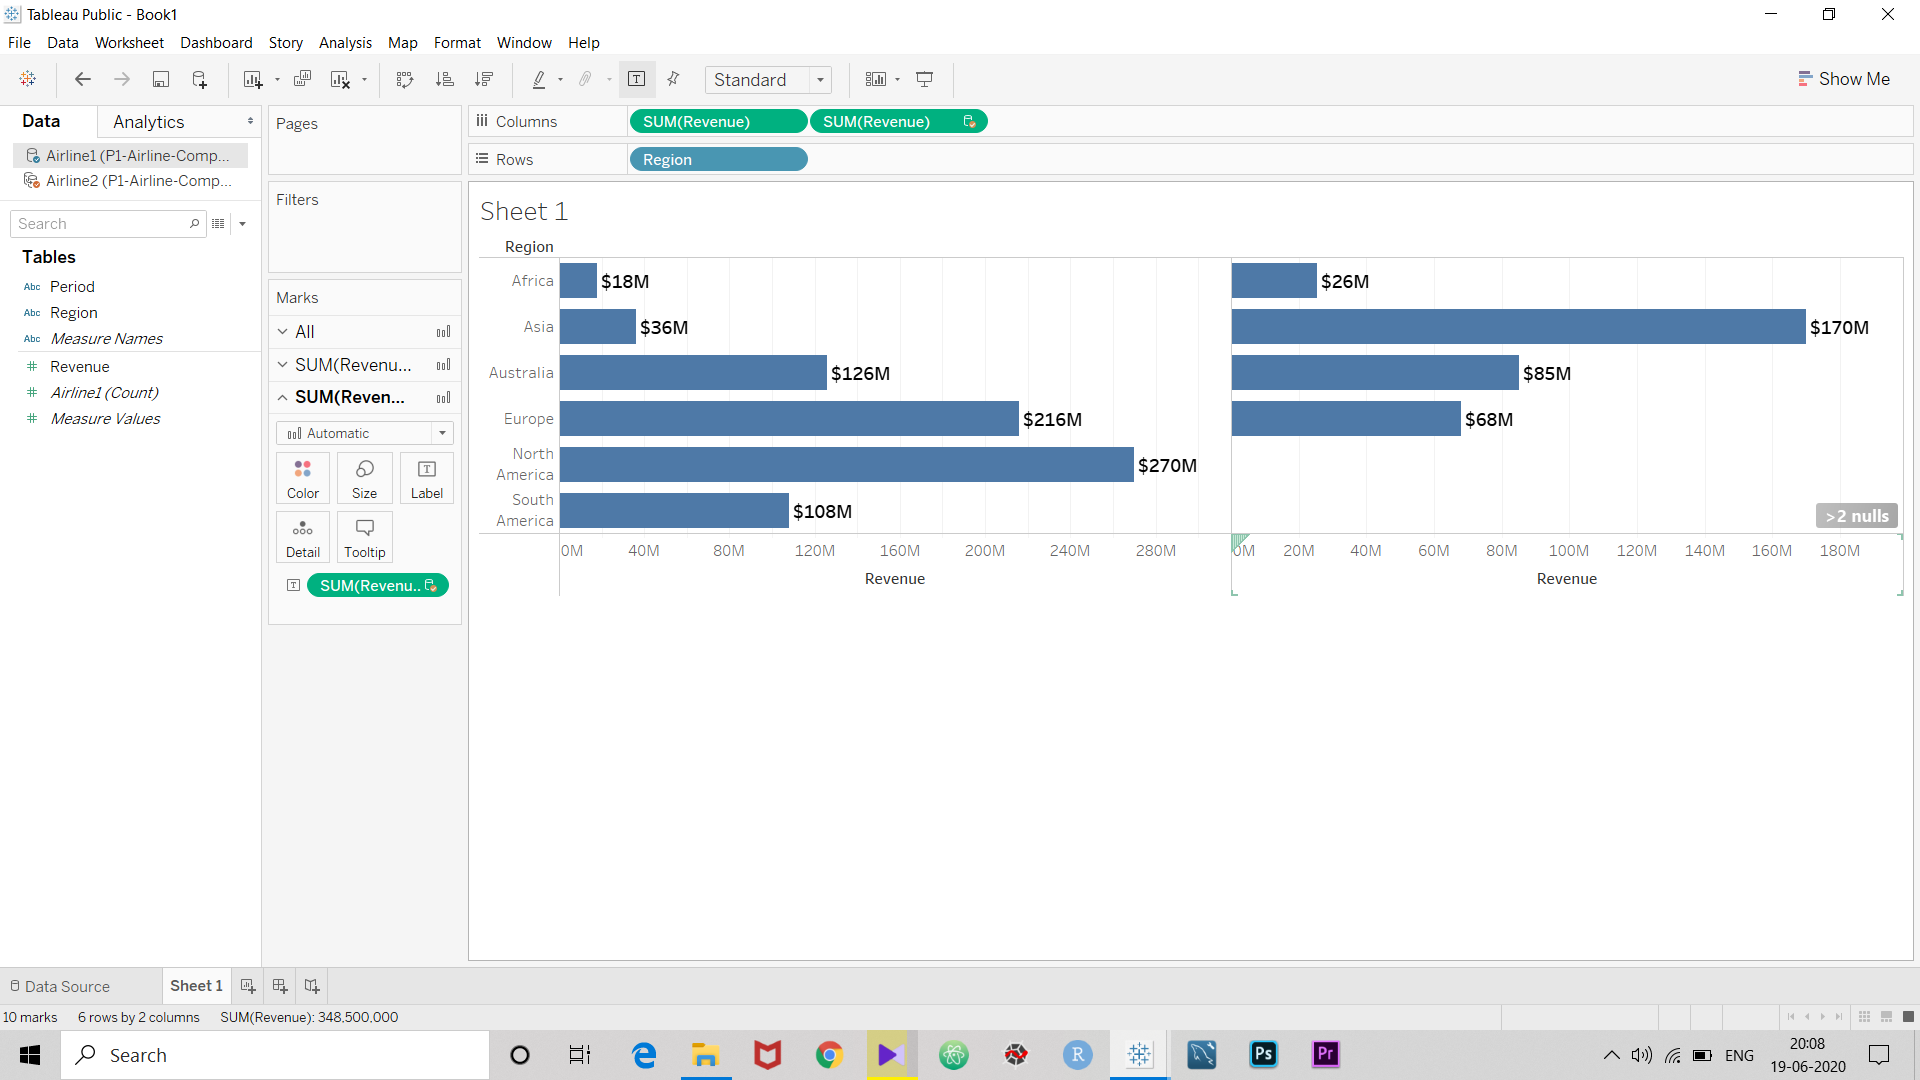 Tableau Public - Book1
File Data Worksheet Dashboard Story Analysis Map Format Window Help
Standard
Show Me
Data Analytics
Airline1 (P1-Airline-Comp...
Airline2 (P1-Airline-Comp...
Search
Tables
Abc Period
Abc Region
Abc Measure Names
# Revenue
# Airline1 (Count)
# Measure Values
Pages
Filters
Marks
All
SUM(Revenu...
SUM(Reven...
Automatic
Color Size Label
Detail Tooltip
SUM(Revenu..
Columns SUM(Revenue) SUM(Revenue)
Rows Region
Sheet 1
Region
Africa $18M $26M
Asia $36M $170M
Australia $126M $85M
Europe $216M $68M
North
America $270M
South
America $108M
>2 nulls
0M 40M 80M 120M 160M 200M 240M 280M
Revenue
0M 20M 40M 60M 80M 100M 120M 140M 160M 180M
Revenue
Data Source Sheet 1
10 marks 6 rows by 2 columns SUM(Revenue): 348,500,000
Search
R
Ps
Pr
ENG
20:08
19-06-2020